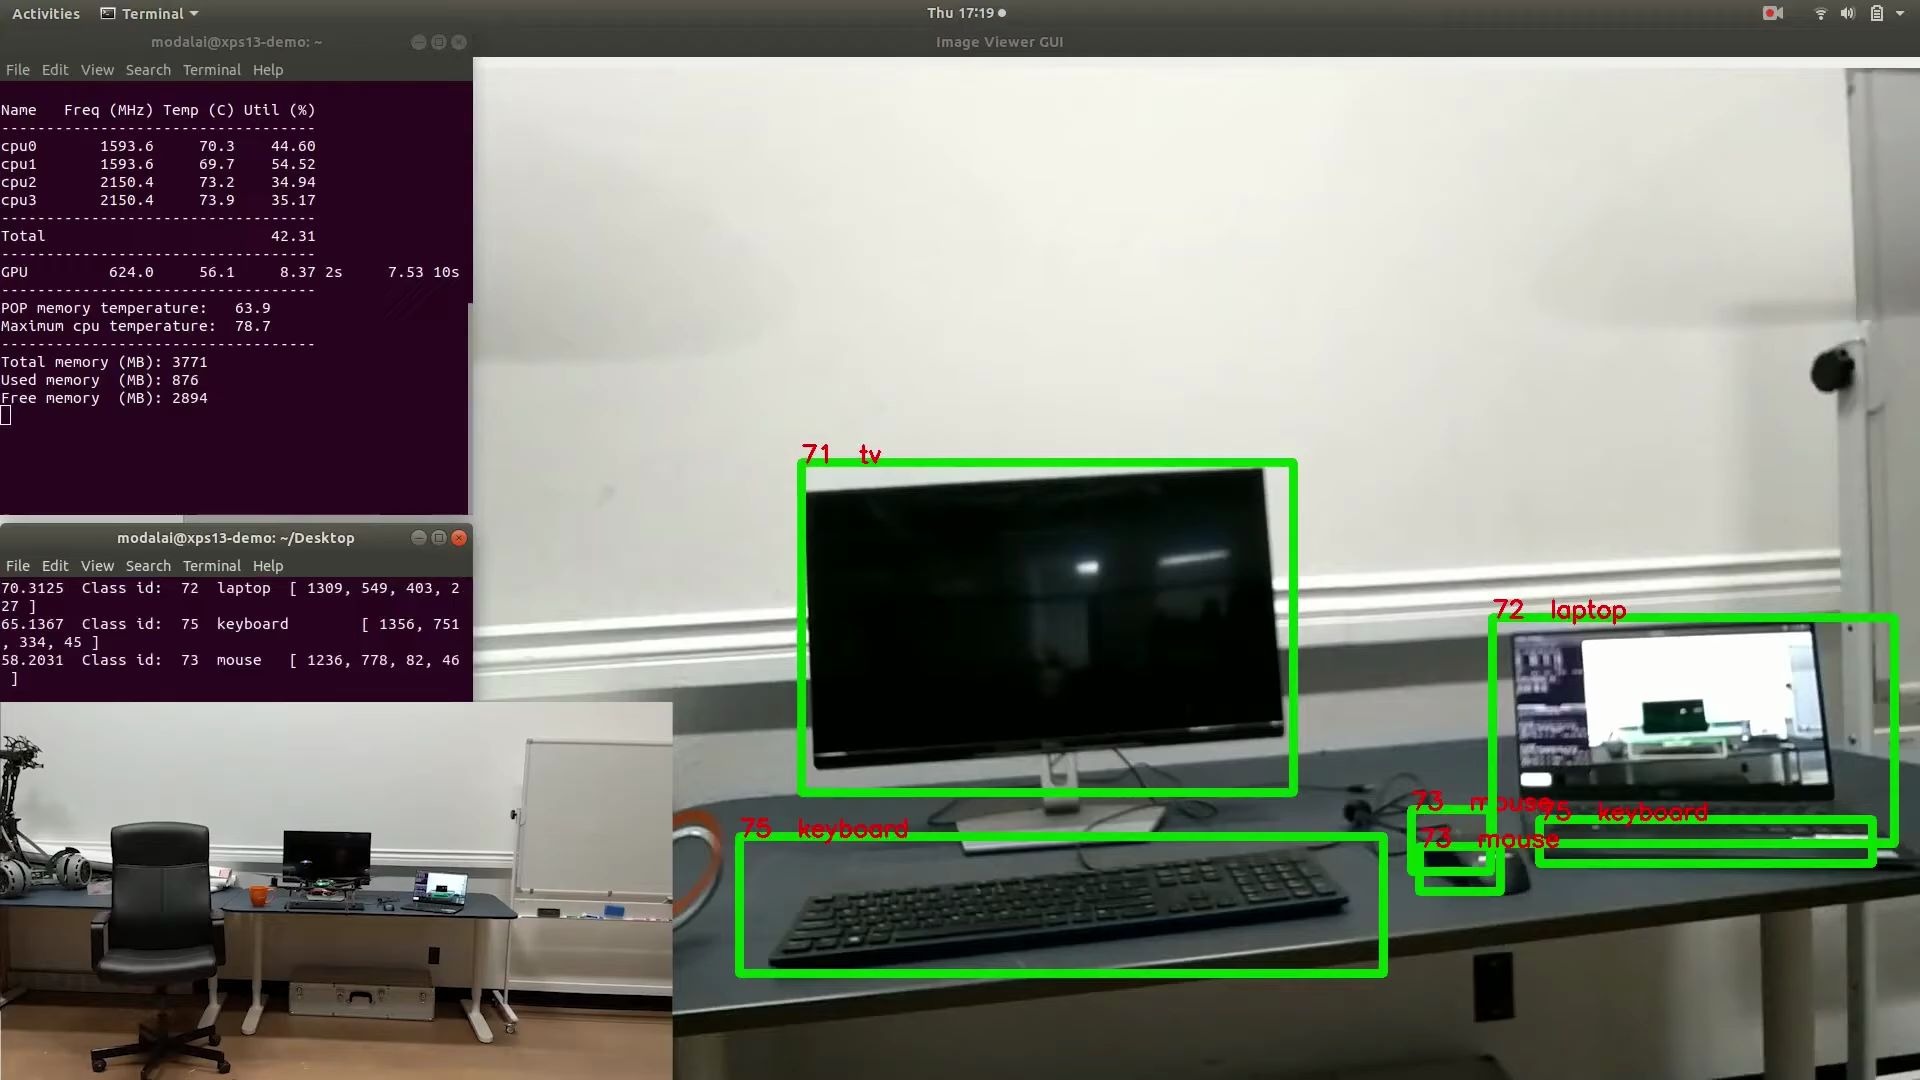 Activities Terminal Thu 17:19
modalai@xps13-demo: ~
Image Viewer GUI
File Edit View Search Terminal Help
Name Freq (MHz) Temp (C) Util (%)
-----------------------------------
cpu0 1593.6 70.3 44.60
cpu1 1593.6 69.7 54.52
cpu2 2150.4 73.2 34.94
cpu3 2150.4 73.9 35.17
-----------------------------------
Total 42.31
-----------------------------------
GPU 624.0 56.1 8.37 2s 7.53 10s
-----------------------------------
POP memory temperature: 63.9
Maximum cpu temperature: 78.7
-----------------------------------
Total memory (MB): 3771
Used memory (MB): 876
Free memory (MB): 2894
modalai@xps13-demo: ~/Desktop
File Edit View Search Terminal Help
70.3125 Class id: 72 laptop [ 1309, 549, 403, 2
27 ]
65.1367 Class id: 75 keyboard [ 1356, 751
, 334, 45 ]
58.2031 Class id: 73 mouse [ 1236, 778, 82, 46
]
71 tv
72 laptop
73 mouse
75 keyboard
75 keyboard
73 mouse